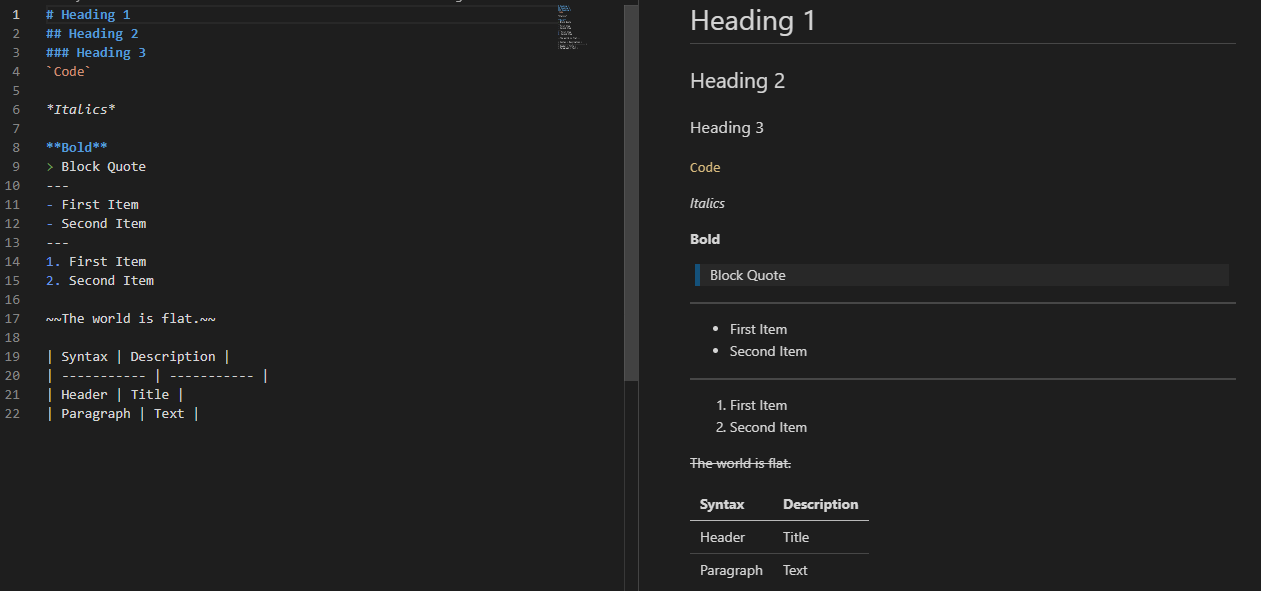 1 # Heading 1
2 ## Heading 2
3 ### Heading 3
4 `Code`
5
6 *Italics*
7
8 **Bold**
9 > Block Quote
10 ---
11 - First Item
12 - Second Item
13 ---
14 1. First Item
15 2. Second Item
16
17 ~~The world is flat.~~
18
19 | Syntax | Description |
20 | ----------- | ----------- |
21 | Header | Title |
22 | Paragraph | Text |
Heading 1
Heading 2
Heading 3
Code
Italics
Bold
Block Quote
• First Item
• Second Item
1. First Item
2. Second Item
The world is flat.
Syntax Description
Header Title
Paragraph Text